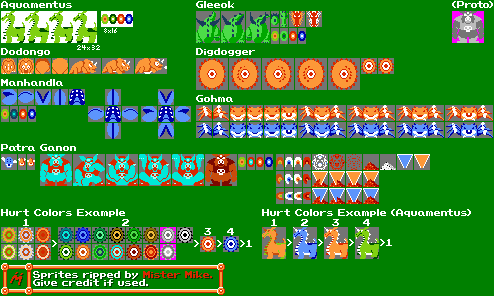 Aquamentus
8x16
24x32
Gleeok
(Proto)
Dodongo
Digdogger
Manhandla
Gohma
Patra Ganon
Hurt Colors Example
1 2 3 4
>1
Hurt Colors Example (Aquamentus)
1 2 3 4
>1
Sprites ripped by Mister Mike.
Give credit if used.